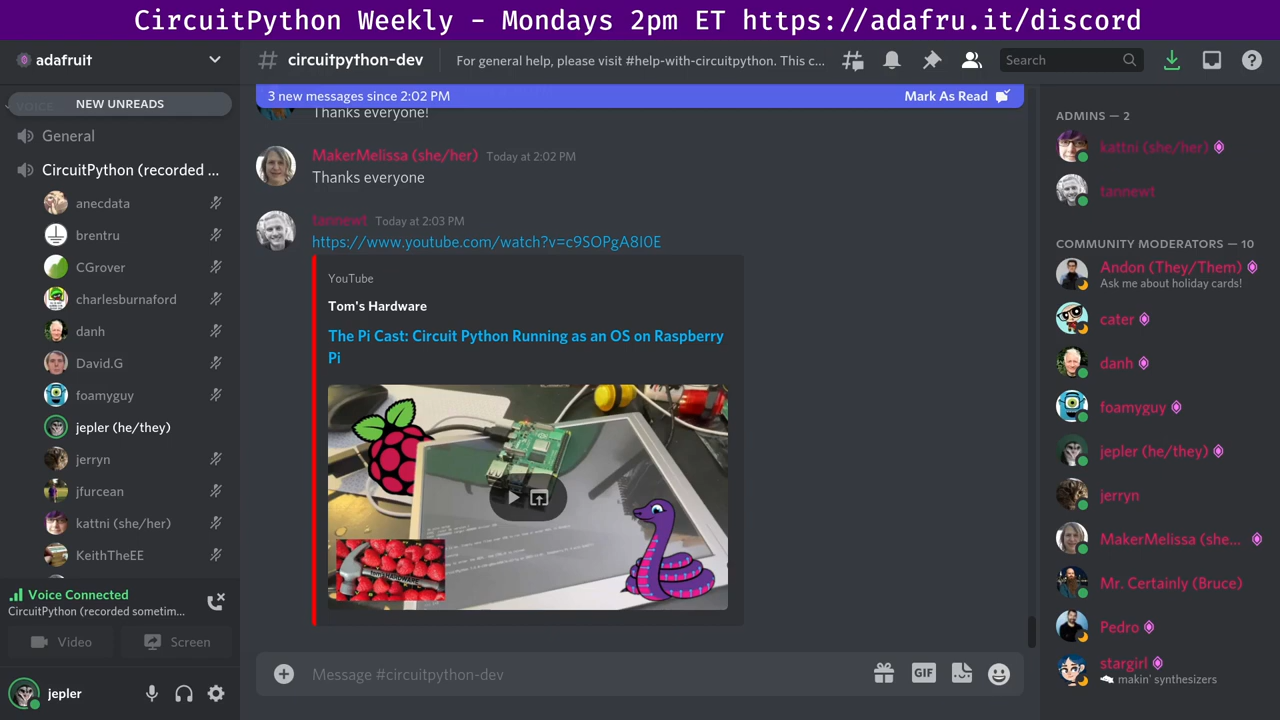 CircuitPython Weekly - Mondays 2pm ET https://adafru.it/discord
adafruit
NEW UNREADS
General
CircuitPython (recorded ...
anecdata
brentru
CGrover
charlesburnaford
danh
David.G
foamyguy
jepler (he/they)
jerryn
jfurcean
kattni (she/her)
KeithTheEE
Voice Connected
CircuitPython (recorded sometim...
Video
Screen
jepler
# circuitpython-dev
For general help, please visit #help-with-circuitpython. This c...
Search
3 new messages since 2:02 PM
Mark As Read
Thanks everyone!
MakerMelissa (she/her) Today at 2:02 PM
Thanks everyone
tannewt Today at 2:03 PM
https://www.youtube.com/watch?v=c9SOPgA8I0E
YouTube
Tom's Hardware
The Pi Cast: Circuit Python Running as an OS on Raspberry
Pi
Message #circuitpython-dev
GIF
ADMINS — 2
kattni (she/her)
tannewt
COMMUNITY MODERATORS — 10
Andon (They/Them)
Ask me about holiday cards!
cater
danh
foamyguy
jepler (he/they)
jerryn
MakerMelissa (she...
Mr. Certainly (Bruce)
Pedro
stargirl
makin' synthesizers